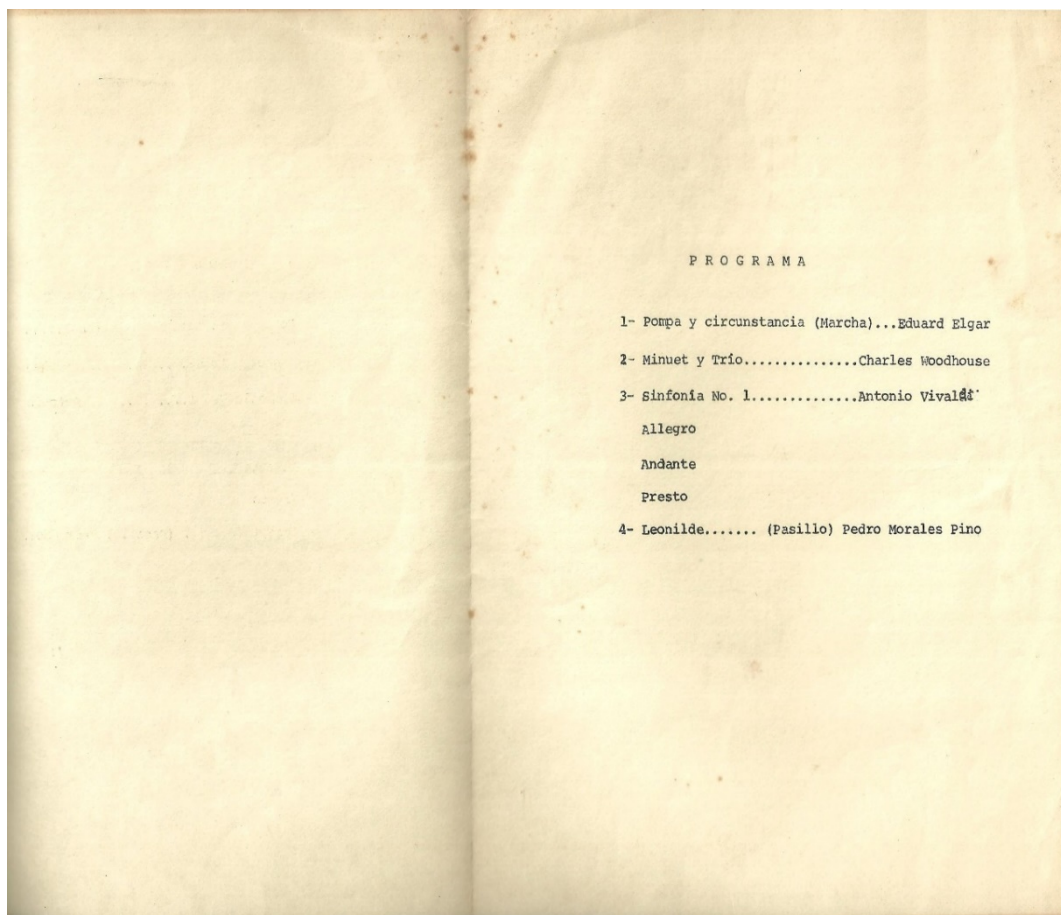 P R O G R A M A
1- Pompa y circunstancia (Marcha)...Eduard Elgar
2- Minuet y Trío...............Charles Woodhouse
3- Sinfonía No. 1..............Antonio Vivaldi
Allegro
Andante
Presto
4- Leonilde....... (Pasillo) Pedro Morales Pino